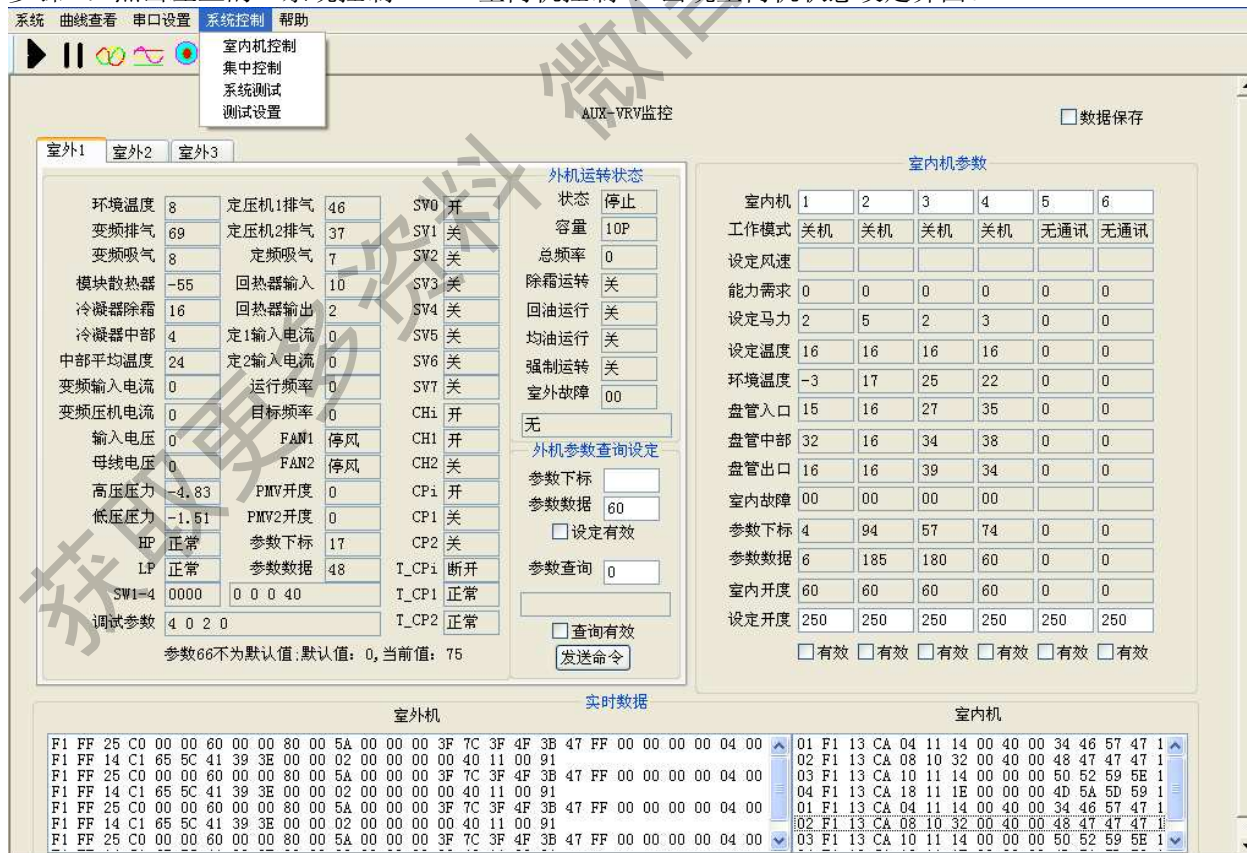 系统 曲线查看 串口设置 系统控制 帮助
室内机控制
集中控制
系统测试
测试设置
AUX-VRV监控
数据保存
室外1 室外2 室外3
环境温度 8 定压机1排气 46 SV0 开
变频排气 69 定压机2排气 37 SV1 关
变频吸气 8 定频吸气 7 SV2 关
模块散热器 -55 回热器输入 10 SV3 关
冷凝器除霜 16 回热器输出 2 SV4 关
冷凝器中部 4 定1输入电流 0 SV5 关
中部平均温度 24 定2输入电流 0 SV6 关
变频输入电流 0 运行频率 0 SV7 关
变频压机电流 0 目标频率 0 CHi 开
输入电压 0 FAN1 停风 CH1 开
母线电压 0 FAN2 停风 CH2 关
高压压力 -4.83 PMV开度 0 CPi 开
低压压力 -1.51 PMV2开度 0 CP1 关
HP 正常 参数下标 17 CP2 关
LP 正常 参数数据 48 T_CPi 断开
SW1-4 0000 0 0 0 40 T_CP1 正常
调试参数 4 0 2 0 T_CP2 正常
参数66不为默认值:默认值: 0,当前值: 75
外机运转状态
状态 停止
容量 10P
总频率 0
除霜运转 关
回油运行 关
均油运行 关
强制运转 关
室外故障 00
无
外机参数查询设定
参数下标
参数数据 60
设定有效
参数查询 0
查询有效
发送命令
室内机参数
室内机 1 2 3 4 5 6
工作模式 关机 关机 关机 关机 无通讯 无通讯
设定风速
能力需求 0 0 0 0 0 0
设定马力 2 5 2 3 0 0
设定温度 16 16 16 16 0 0
环境温度 -3 17 25 22 0 0
盘管入口 15 16 27 35 0 0
盘管中部 32 16 34 38 0 0
盘管出口 16 16 39 34 0 0
室内故障 00 00 00 00
参数下标 4 94 57 74 0 0
参数数据 6 185 180 60 0 0
室内开度 60 60 60 60 0 0
设定开度 250 250 250 250 250 250
有效 有效 有效 有效 有效 有效
实时数据
室外机
F1 FF 25 C0 00 00 60 00 00 80 00 5A 00 00 00 3F 7C 3F 4F 3B 47 FF 00 00 00 00 04 00
F1 FF 14 C1 65 5C 41 39 3E 00 00 02 00 00 00 00 40 11 00 91
F1 FF 25 C0 00 00 60 00 00 80 00 5A 00 00 00 3F 7C 3F 4F 3B 47 FF 00 00 00 00 04 00
F1 FF 14 C1 65 5C 41 39 3E 00 00 02 00 00 00 00 40 11 00 91
F1 FF 25 C0 00 00 60 00 00 80 00 5A 00 00 00 3F 7C 3F 4F 3B 47 FF 00 00 00 00 04 00
F1 FF 14 C1 65 5C 41 39 3E 00 00 02 00 00 00 00 40 11 00 91
F1 FF 25 C0 00 00 60 00 00 80 00 5A 00 00 00 3F 7C 3F 4F 3B 47 FF 00 00 00 00 04 00
室内机
01 F1 13 CA 04 11 14 00 40 00 34 46 57 47 1
02 F1 13 CA 08 10 32 00 40 00 48 47 47 47 1
03 F1 13 CA 10 11 14 00 00 00 50 52 59 5E 1
04 F1 13 CA 18 11 1E 00 00 00 4D 5A 5D 59 1
01 F1 13 CA 04 11 14 00 40 00 34 46 57 47 1
02 F1 13 CA 08 10 32 00 40 00 48 47 47 47 1
03 F1 13 CA 10 11 14 00 00 00 50 52 59 5E 1
获取更多资料 微信